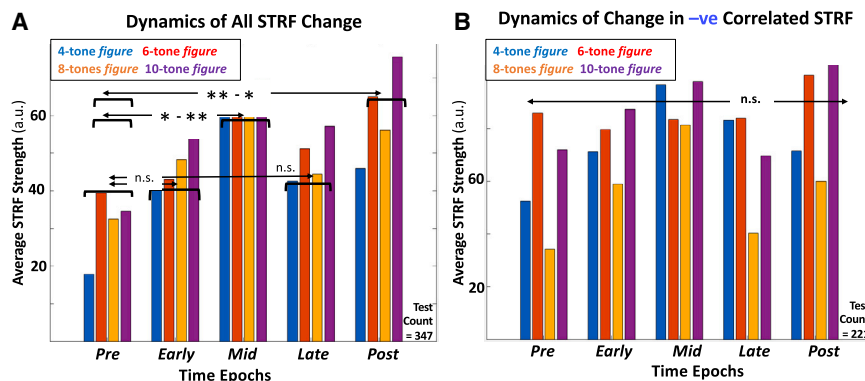 A
Dynamics of All STRF Change
4-tone figure 6-tone figure
8-tones figure 10-tone figure
** - *
* - **
n.s.
n.s.
60
40
20
Average STRF Strength (a.u.)
Test
Count
= 347
Pre Early Mid Late Post
Time Epochs
B
Dynamics of Change in –ve Correlated STRF
4-tone figure 6-tone figure
8-tones figure 10-tone figure
n.s.
60
20
Average STRF Strength (a.u.)
Pre Early Mid Late Post
Time Epochs